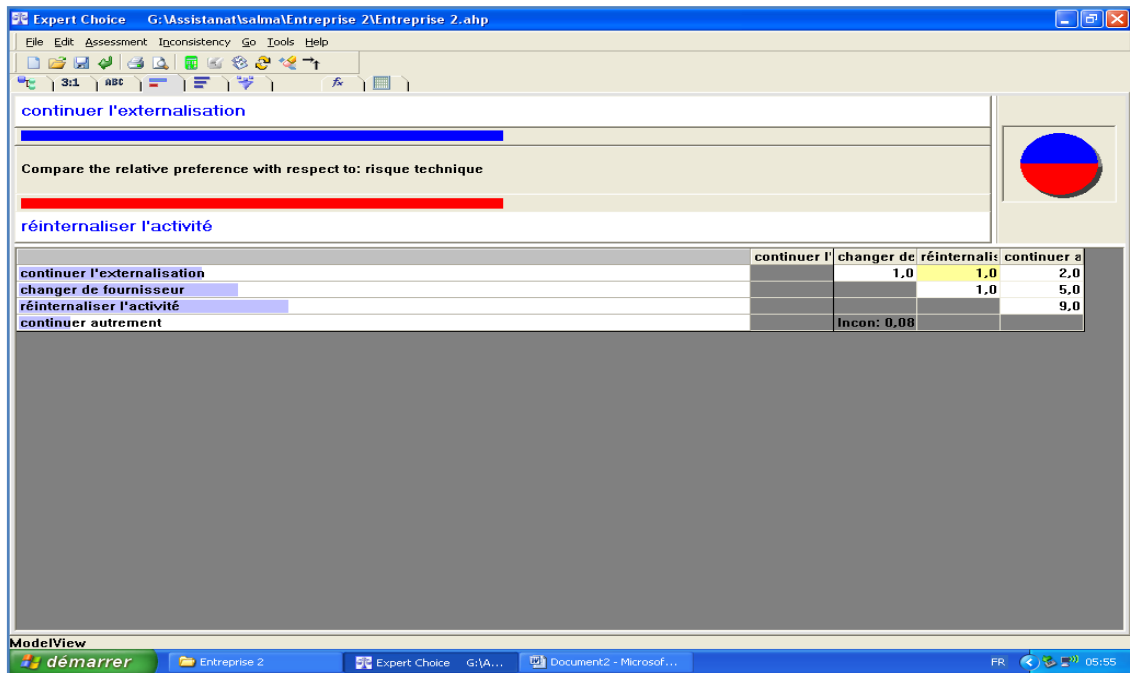 Expert Choice G:\Assistanat\salma\Entreprise 2\Entreprise 2.ahp
File Edit Assessment Inconsistency Go Tools Help
3:1 ABC fx
continuer l'externalisation
Compare the relative preference with respect to: risque technique
réinternaliser l'activité
continuer l' changer de réinternalis continuer a
continuer l'externalisation 1,0 1,0 2,0
changer de fournisseur 1,0 5,0
réinternaliser l'activité 9,0
continuer autrement Incon: 0,08
ModelView
démarrer Entreprise 2 Expert Choice G:\A... Document2 - Microsof... FR 05:55